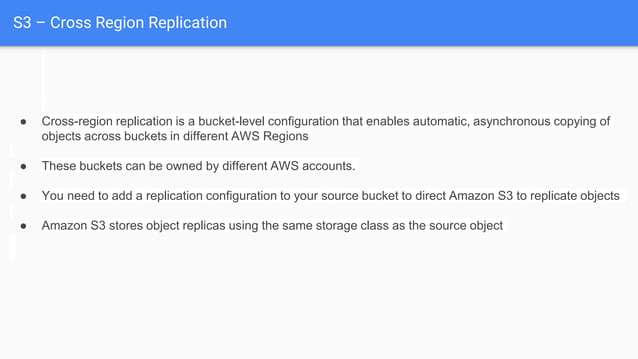 S3 – Cross Region Replication
● Cross-region replication is a bucket-level configuration that enables automatic, asynchronous copying of
objects across buckets in different AWS Regions
● These buckets can be owned by different AWS accounts.
● You need to add a replication configuration to your source bucket to direct Amazon S3 to replicate objects
● Amazon S3 stores object replicas using the same storage class as the source object